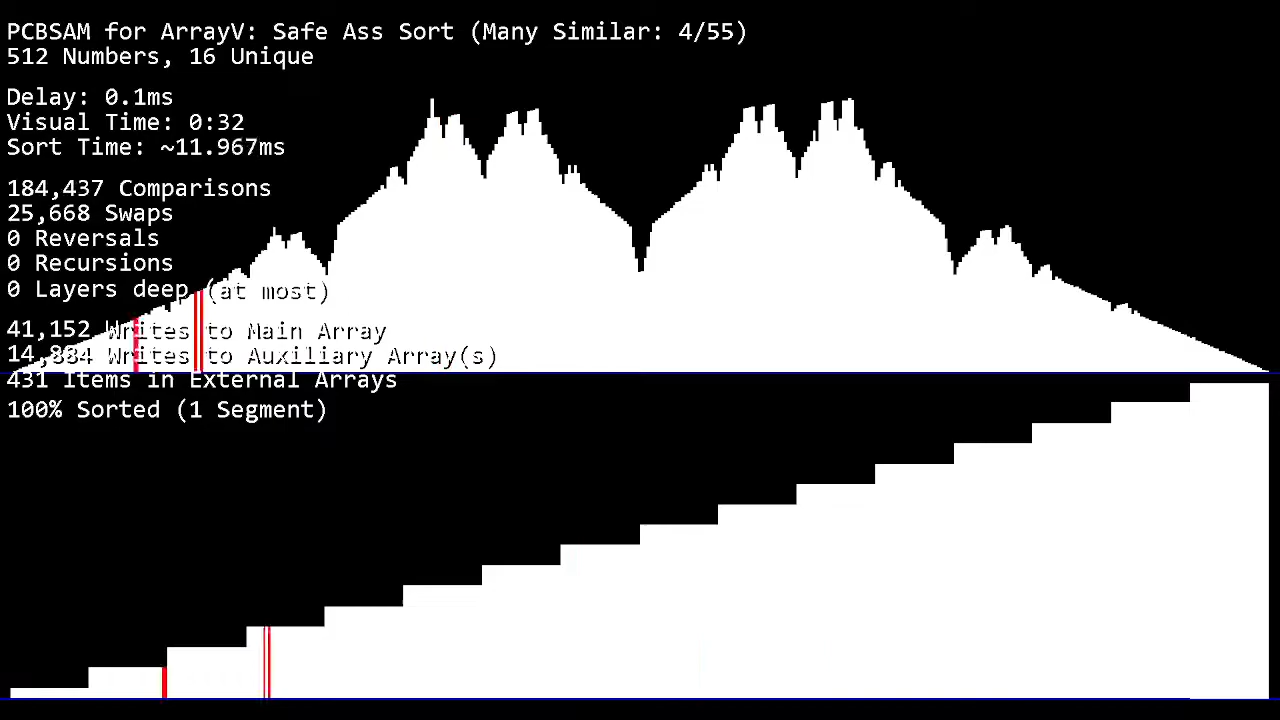 PCBSAM for ArrayV: Safe Ass Sort (Many Similar: 4/55)
512 Numbers, 16 Unique
Delay: 0.1ms
Visual Time: 0:32
Sort Time: ~11.967ms
184,437 Comparisons
25,668 Swaps
0 Reversals
0 Recursions
0 Layers deep (at most)
41,152 Writes to Main Array
14,884 Writes to Auxiliary Array(s)
431 Items in External Arrays
100% Sorted (1 Segment)